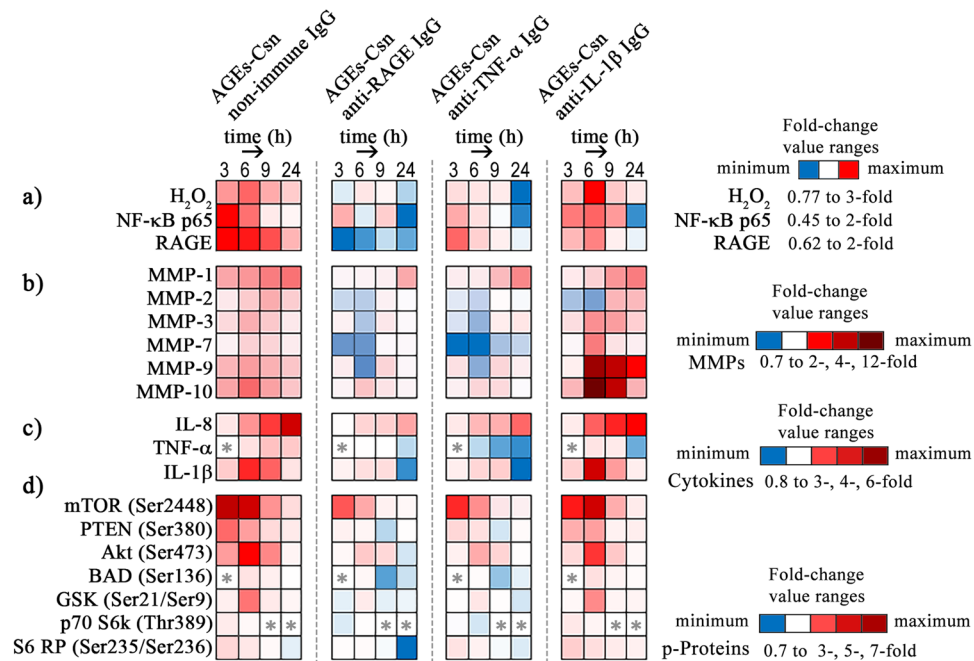 AGEs-Csn
non-immune IgG
AGEs-Csn
anti-RAGE IgG
AGEs-Csn
anti-TNF-α IgG
AGEs-Csn
anti-IL-1β IgG
time (h) time (h) time (h) time (h)
3 6 9 24 3 6 9 24 3 6 9 24 3 6 9 24
a)
H₂O₂
NF-κB p65
RAGE
Fold-change
value ranges
minimum maximum
H₂O₂ 0.77 to 3-fold
NF-κB p65 0.45 to 2-fold
RAGE 0.62 to 2-fold
b)
MMP-1
MMP-2
MMP-3
MMP-7
MMP-9
MMP-10
Fold-change
value ranges
minimum maximum
MMPs 0.7 to 2-, 4-, 12-fold
c)
IL-8
TNF-α * * * *
IL-1β
Fold-change
value ranges
minimum maximum
Cytokines 0.8 to 3-, 4-, 6-fold
d)
mTOR (Ser2448)
PTEN (Ser380)
Akt (Ser473)
BAD (Ser136) * * * *
GSK (Ser21/Ser9)
p70 S6k (Thr389) * * * * * * * *
S6 RP (Ser235/Ser236)
Fold-change
value ranges
minimum maximum
p-Proteins 0.7 to 3-, 5-, 7-fold